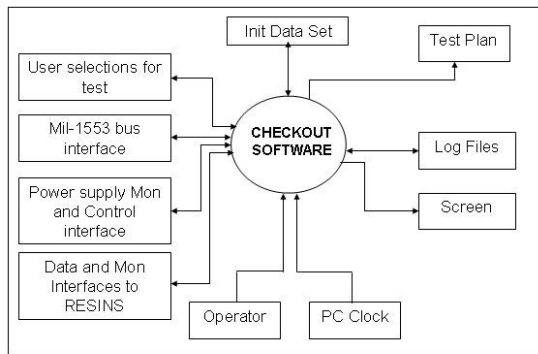 Init Data Set
Test Plan
User selections for
test
Mil-1553 bus
interface
CHECKOUT
SOFTWARE
Log Files
Power supply Mon
and Control
interface
Screen
Data and Mon
Interfaces to
RESINS
Operator
PC Clock